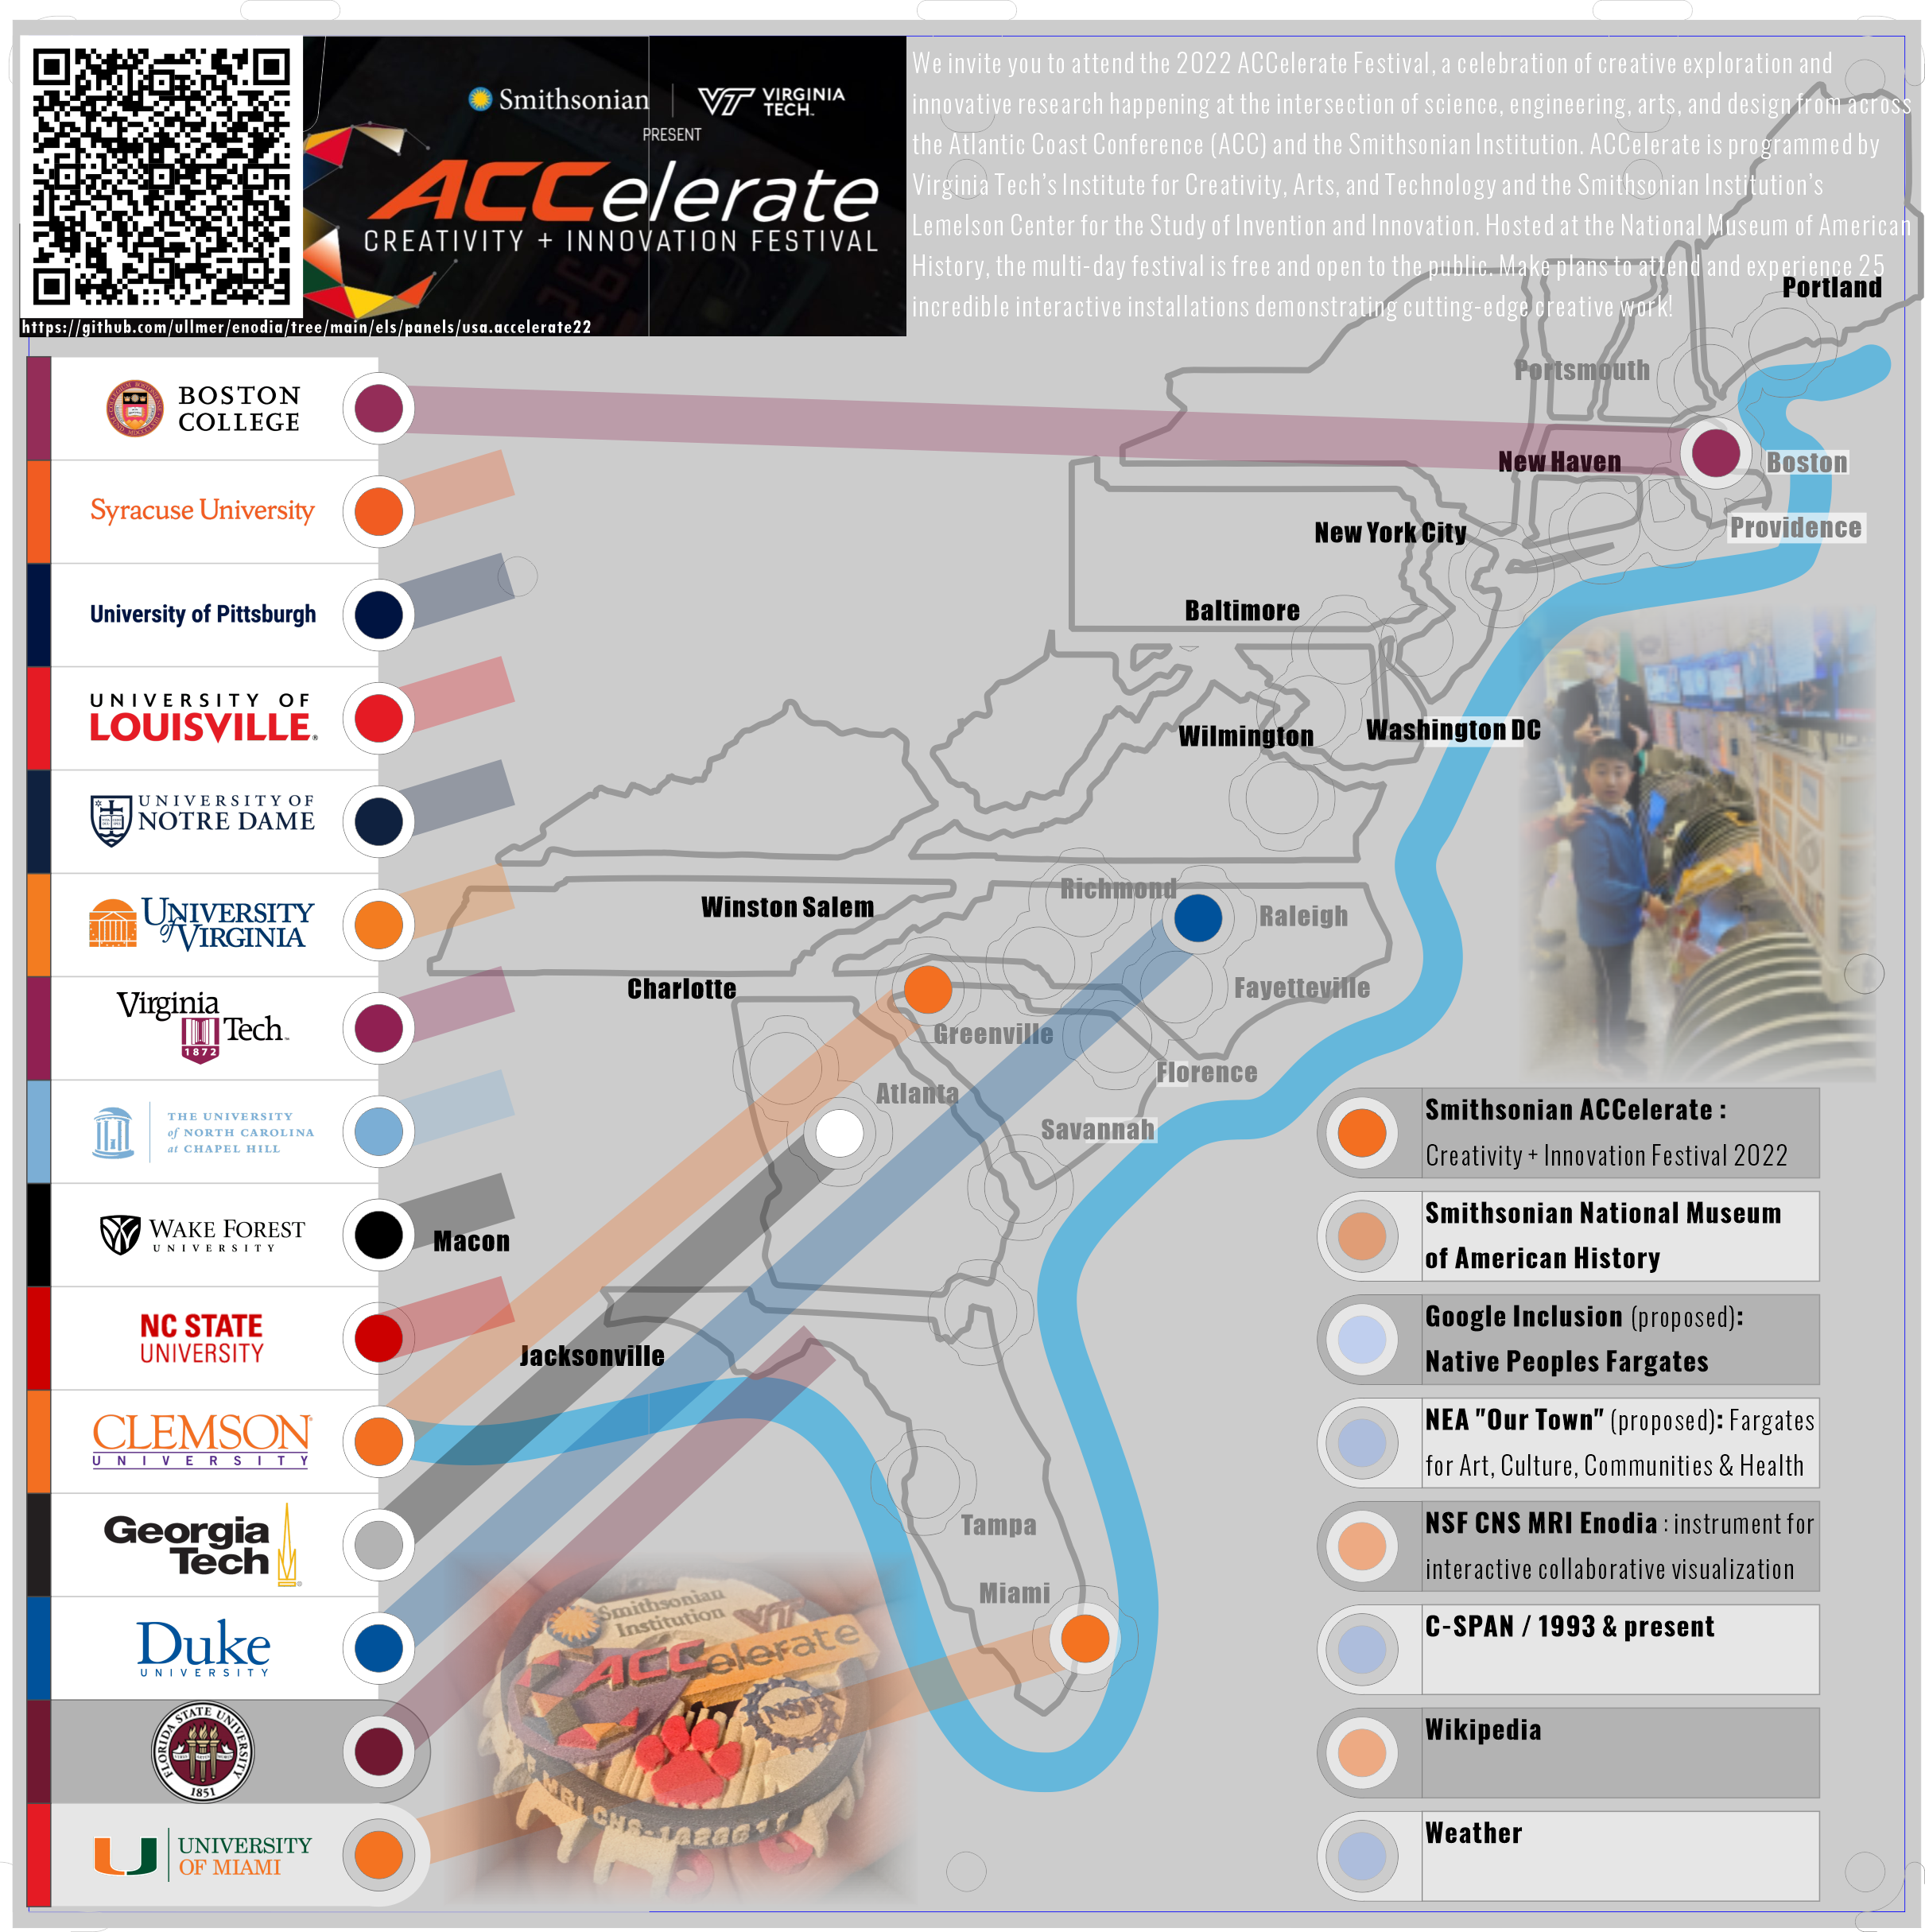 Smithsonian
VT VIRGINIA TECH
PRESENT
ACCelerate
CREATIVITY + INNOVATION FESTIVAL
https://github.com/ullmer/enodia/tree/main/els/panels/usa.accelerate22
We invite you to attend the 2022 ACCelerate Festival, a celebration of creative exploration and
innovative research happening at the intersection of science, engineering, arts, and design from across
the Atlantic Coast Conference (ACC) and the Smithsonian Institution. ACCelerate is programmed by
Virginia Tech's Institute for Creativity, Arts, and Technology and the Smithsonian Institution's
Lemelson Center for the Study of Invention and Innovation. Hosted at the National Museum of American
History, the multi-day festival is free and open to the public. Make plans to attend and experience 25
incredible interactive installations demonstrating cutting-edge creative work!
BOSTON
COLLEGE
Syracuse University
University of Pittsburgh
UNIVERSITY OF
LOUISVILLE
UNIVERSITY OF
NOTRE DAME
UNIVERSITY
of VIRGINIA
Virginia
Tech
1872
THE UNIVERSITY
of NORTH CAROLINA
at CHAPEL HILL
WAKE FOREST
UNIVERSITY
NC STATE
UNIVERSITY
CLEMSON
UNIVERSITY
Georgia
Tech
Duke
UNIVERSITY
FLORIDA STATE UNIVERSITY
1851
UNIVERSITY
OF MIAMI
Portland
Portsmouth
New Haven
Boston
Providence
New York City
Baltimore
Wilmington
Washington DC
Richmond
Winston Salem
Raleigh
Charlotte
Fayetteville
Greenville
Florence
Atlanta
Savannah
Macon
Jacksonville
Tampa
Miami
Smithsonian
Institution
VT
ACCelerate
NSF
MRI CNS-1828611
Smithsonian ACCelerate :
Creativity + Innovation Festival 2022
Smithsonian National Museum
of American History
Google Inclusion (proposed):
Native Peoples Fargates
NEA "Our Town" (proposed): Fargates
for Art, Culture, Communities & Health
NSF CNS MRI Enodia : instrument for
interactive collaborative visualization
C-SPAN / 1993 & present
Wikipedia
Weather